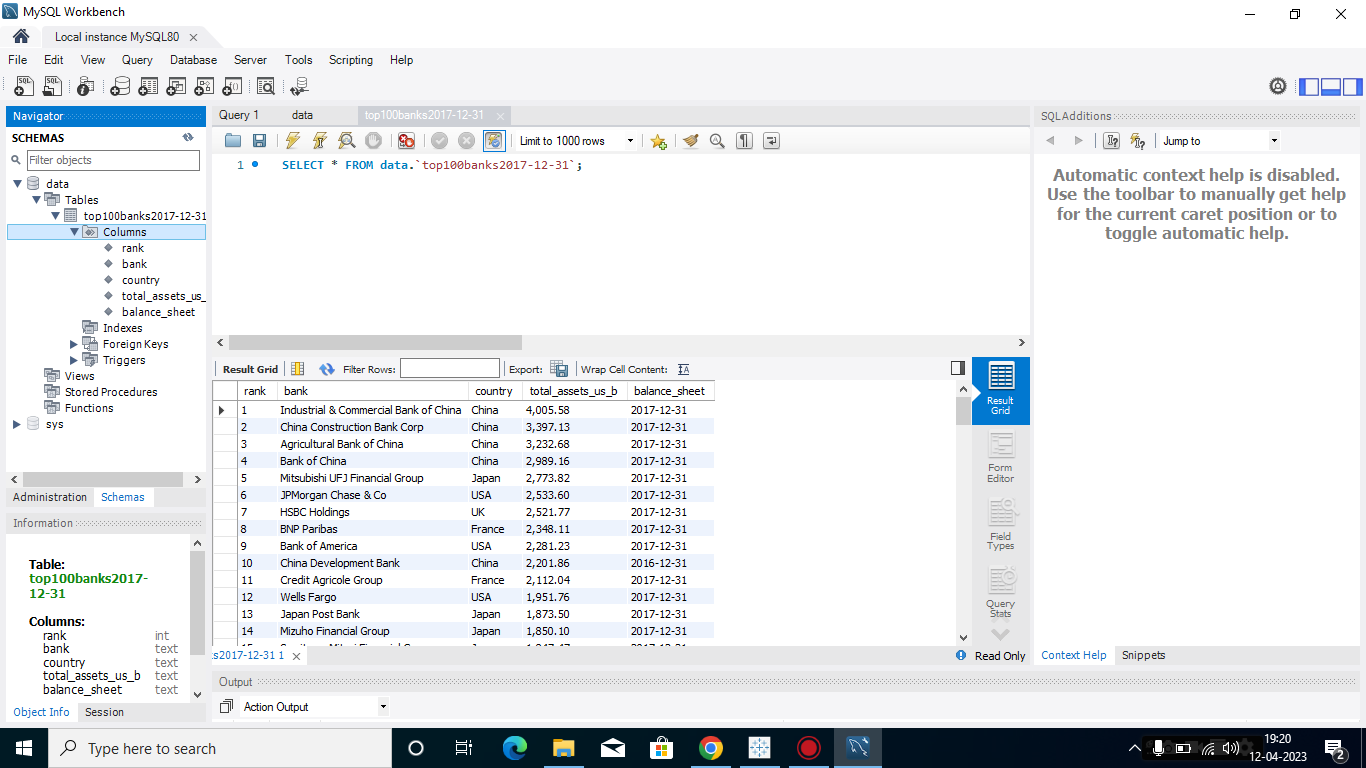 MySQL Workbench
Local instance MySQL80
File Edit View Query Database Server Tools Scripting Help
Navigator
SCHEMAS
Filter objects
data
Tables
top100banks2017-12-31
Columns
rank
bank
country
total_assets_us_
balance_sheet
Indexes
Foreign Keys
Triggers
Views
Stored Procedures
Functions
sys
Administration Schemas
Information
Table:
top100banks2017-
12-31
Columns:
rank int
bank text
country text
total_assets_us_b text
balance_sheet text
Object Info Session
Query 1 data top100banks2017-12-31
Limit to 1000 rows
1 SELECT * FROM data.`top100banks2017-12-31`;
Result Grid Filter Rows: Export: Wrap Cell Content:
rank bank country total_assets_us_b balance_sheet
1 Industrial & Commercial Bank of China China 4,005.58 2017-12-31
2 China Construction Bank Corp China 3,397.13 2017-12-31
3 Agricultural Bank of China China 3,232.68 2017-12-31
4 Bank of China China 2,989.16 2017-12-31
5 Mitsubishi UFJ Financial Group Japan 2,773.82 2017-12-31
6 JPMorgan Chase & Co USA 2,533.60 2017-12-31
7 HSBC Holdings UK 2,521.77 2017-12-31
8 BNP Paribas France 2,348.11 2017-12-31
9 Bank of America USA 2,281.23 2017-12-31
10 China Development Bank China 2,201.86 2016-12-31
11 Credit Agricole Group France 2,112.04 2017-12-31
12 Wells Fargo USA 1,951.76 2017-12-31
13 Japan Post Bank Japan 1,873.50 2017-12-31
14 Mizuho Financial Group Japan 1,850.10 2017-12-31
s2017-12-31 1
Result
Grid
Form
Editor
Field
Types
Query
Stats
Read Only
Output
Action Output
SQLAdditions
Jump to
Automatic context help is disabled.
Use the toolbar to manually get help
for the current caret position or to
toggle automatic help.
Context Help Snippets
Type here to search
19:20
12-04-2023
2